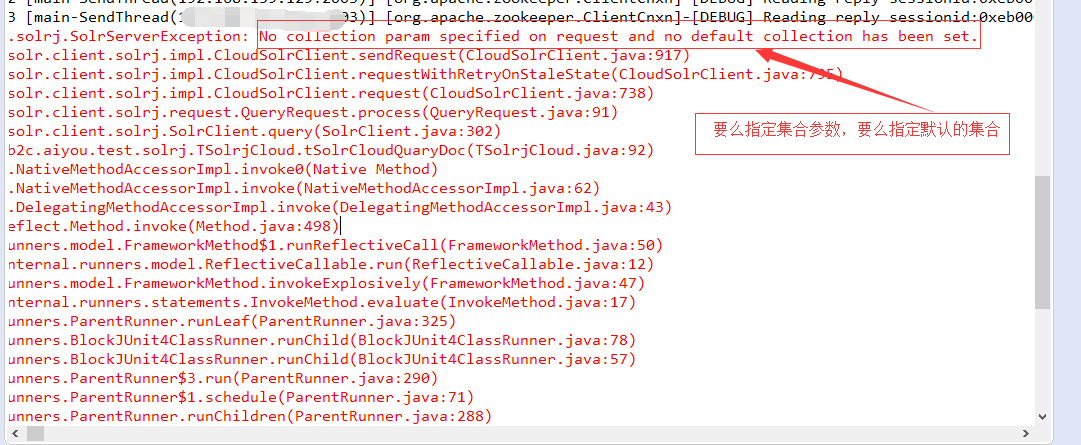 3 [main-SendThread(1 03)] [org.apache.zookeeper.ClientCnxn]-[DEBUG] Reading reply sessionid:0xeb00
.solrj.SolrServerException: No collection param specified on request and no default collection has been set.
solr.client.solrj.impl.CloudSolrClient.sendRequest(CloudSolrClient.java:917)
solr.client.solrj.impl.CloudSolrClient.requestWithRetryOnStaleState(CloudSolrClient.java:795)
solr.client.solrj.impl.CloudSolrClient.request(CloudSolrClient.java:738)
solr.client.solrj.request.QueryRequest.process(QueryRequest.java:91)
solr.client.solrj.SolrClient.query(SolrClient.java:302)
要么指定集合参数，要么指定默认的集合
b2c.aiyou.test.solrj.TSolrjCloud.tSolrCloudQuaryDoc(TSolrjCloud.java:92)
.NativeMethodAccessorImpl.invoke0(Native Method)
.NativeMethodAccessorImpl.invoke(NativeMethodAccessorImpl.java:62)
.DelegatingMethodAccessorImpl.invoke(DelegatingMethodAccessorImpl.java:43)
eflect.Method.invoke(Method.java:498)
unners.model.FrameworkMethod$1.runReflectiveCall(FrameworkMethod.java:50)
nternal.runners.model.ReflectiveCallable.run(ReflectiveCallable.java:12)
unners.model.FrameworkMethod.invokeExplosively(FrameworkMethod.java:47)
nternal.runners.statements.InvokeMethod.evaluate(InvokeMethod.java:17)
unners.ParentRunner.runLeaf(ParentRunner.java:325)
unners.BlockJUnit4ClassRunner.runChild(BlockJUnit4ClassRunner.java:78)
unners.BlockJUnit4ClassRunner.runChild(BlockJUnit4ClassRunner.java:57)
unners.ParentRunner$3.run(ParentRunner.java:290)
unners.ParentRunner$1.schedule(ParentRunner.java:71)
unners.ParentRunner.runChildren(ParentRunner.java:288)